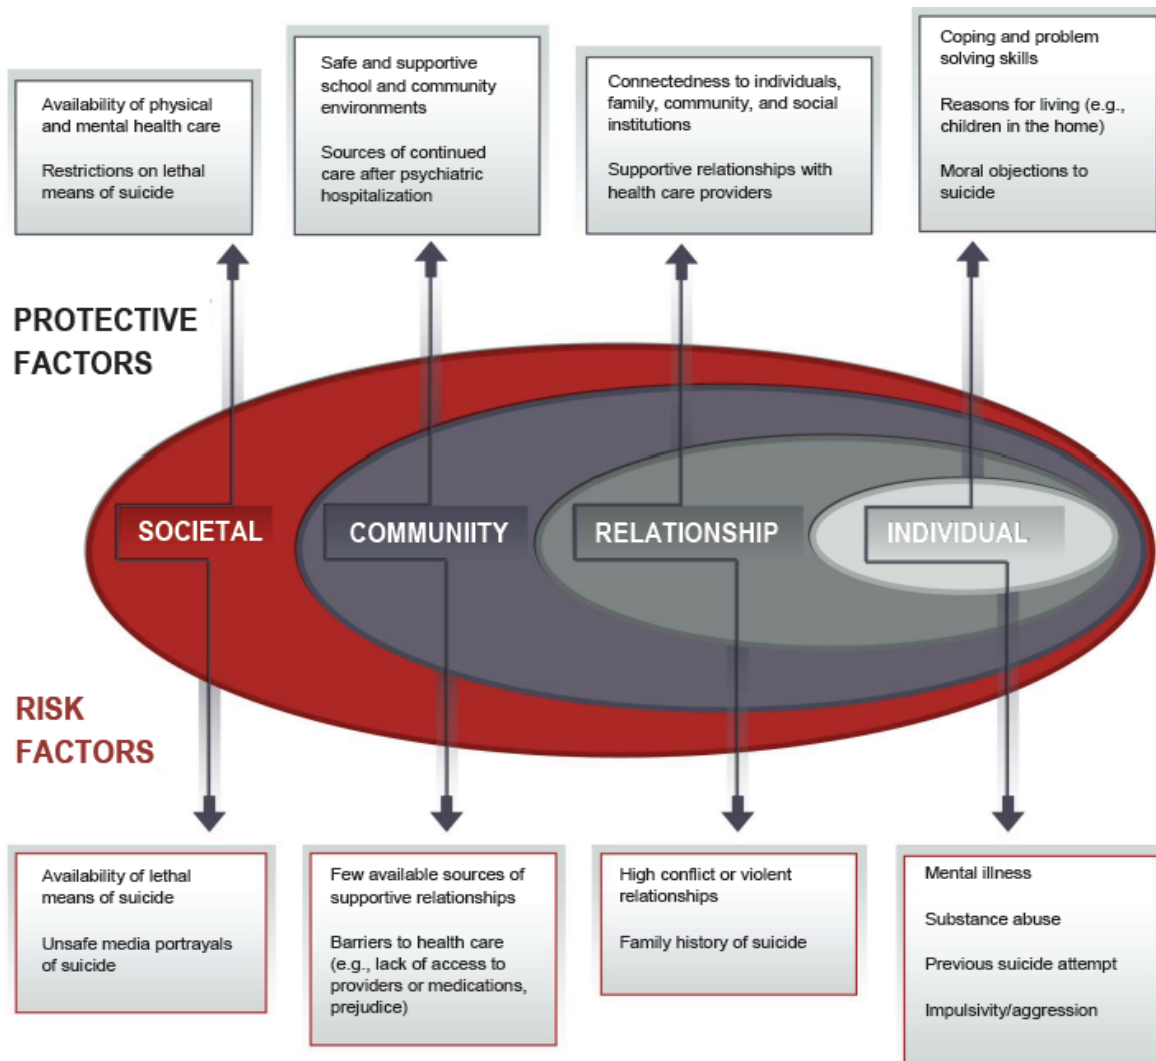 Availability of physical
and mental health care
Restrictions on lethal
means of suicide
Safe and supportive
school and community
environments
Sources of continued
care after psychiatric
hospitalization
Connectedness to individuals,
family, community, and social
institutions
Supportive relationships with
health care providers
Coping and problem
solving skills
Reasons for living (e.g.,
children in the home)
Moral objections to
suicide
PROTECTIVE
FACTORS
SOCIETAL
COMMUNIITY
RELATIONSHIP
INDIVIDUAL
RISK
FACTORS
Availability of lethal
means of suicide
Unsafe media portrayals
of suicide
Few available sources of
supportive relationships
Barriers to health care
(e.g., lack of access to
providers or medications,
prejudice)
High conflict or violent
relationships
Family history of suicide
Mental illness
Substance abuse
Previous suicide attempt
Impulsivity/aggression